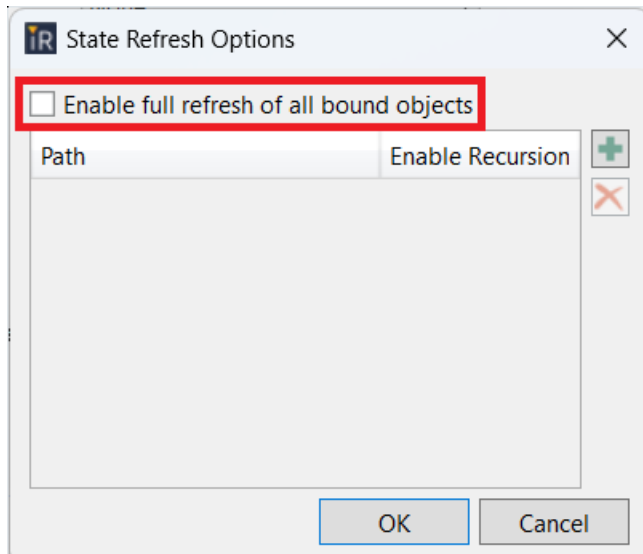 iR State Refresh Options
Enable full refresh of all bound objects
Path Enable Recursion
OK Cancel